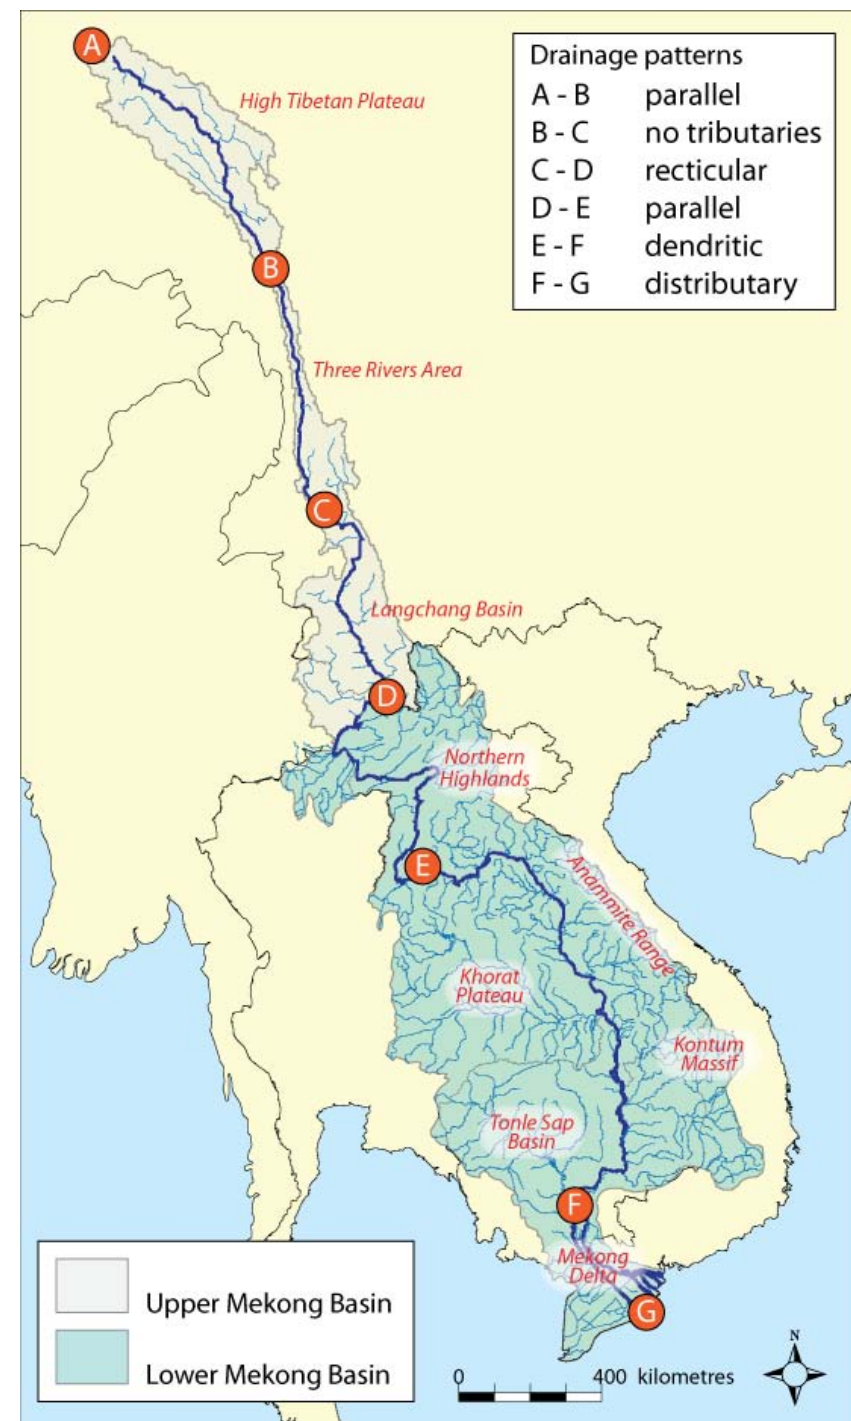 A
High Tibetan Plateau
Drainage patterns
A - B parallel
B - C no tributaries
C - D recticular
D - E parallel
E - F dendritic
F - G distributary
B
Three Rivers Area
C
Langchang Basin
D
Northern
Highlands
E
Anammite Range
Khorat
Plateau
Kontum
Massif
Tonle Sap
Basin
F
Mekong
Delta
G
Upper Mekong Basin
Lower Mekong Basin
0 400 kilometres
N